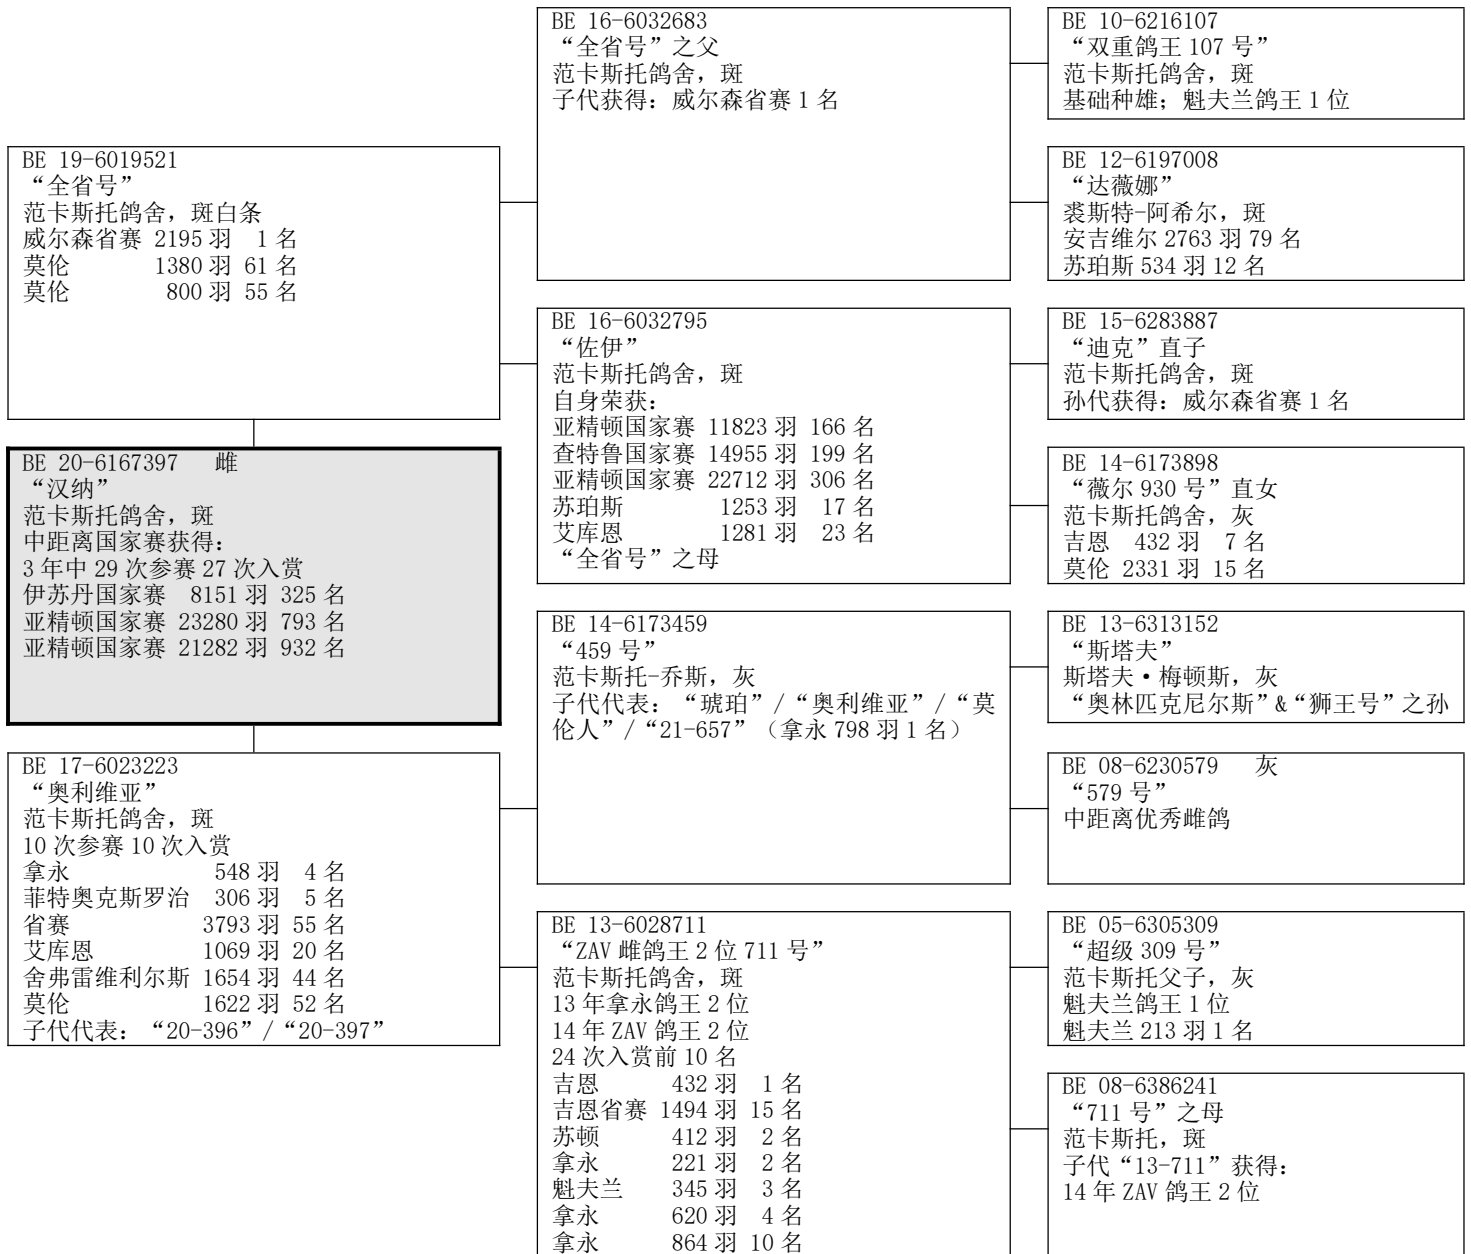 BE 19-6019521
“全省号”
范卡斯托鸽舍，斑白条
威尔森省赛 2195 羽 1 名
莫伦 1380 羽 61 名
莫伦 800 羽 55 名
BE 20-6167397 雌
“汉纳”
范卡斯托鸽舍，斑
中距离国家赛获得：
3 年中 29 次参赛 27 次入赏
伊苏丹国家赛 8151 羽 325 名
亚精顿国家赛 23280 羽 793 名
亚精顿国家赛 21282 羽 932 名
BE 17-6023223
“奥利维亚”
范卡斯托鸽舍，斑
10 次参赛 10 次入赏
拿永 548 羽 4 名
菲特奥克斯罗治 306 羽 5 名
省赛 3793 羽 55 名
艾库恩 1069 羽 20 名
舍弗雷维利尔斯 1654 羽 44 名
莫伦 1622 羽 52 名
子代代表：“20-396”/“20-397”
BE 16-6032683
“全省号”之父
范卡斯托鸽舍，斑
子代获得：威尔森省赛 1 名
BE 16-6032795
“佐伊”
范卡斯托鸽舍，斑
自身荣获：
亚精顿国家赛 11823 羽 166 名
查特鲁国家赛 14955 羽 199 名
亚精顿国家赛 22712 羽 306 名
苏珀斯 1253 羽 17 名
艾库恩 1281 羽 23 名
“全省号”之母
BE 14-6173459
“459 号”
范卡斯托-乔斯，灰
子代代表：“琥珀”/“奥利维亚”/“莫
伦人”/“21-657”（拿永 798 羽 1 名）
BE 13-6028711
“ZAV 雌鸽王 2 位 711 号”
范卡斯托鸽舍，斑
13 年拿永鸽王 2 位
14 年 ZAV 鸽王 2 位
24 次入赏前 10 名
吉恩 432 羽 1 名
吉恩省赛 1494 羽 15 名
苏顿 412 羽 2 名
拿永 221 羽 2 名
魁夫兰 345 羽 3 名
拿永 620 羽 4 名
拿永 864 羽 10 名
BE 10-6216107
“双重鸽王 107 号”
范卡斯托鸽舍，斑
基础种雄；魁夫兰鸽王 1 位
BE 12-6197008
“达薇娜”
裘斯特-阿希尔，斑
安吉维尔 2763 羽 79 名
苏珀斯 534 羽 12 名
BE 15-6283887
“迪克”直子
范卡斯托鸽舍，斑
孙代获得：威尔森省赛 1 名
BE 14-6173898
“薇尔 930 号”直女
范卡斯托鸽舍，灰
吉恩 432 羽 7 名
莫伦 2331 羽 15 名
BE 13-6313152
“斯塔夫”
斯塔夫•梅顿斯，灰
“奥林匹克尼尔斯”&“狮王号”之孙
BE 08-6230579 灰
“579 号”
中距离优秀雌鸽
BE 05-6305309
“超级 309 号”
范卡斯托父子，灰
魁夫兰鸽王 1 位
魁夫兰 213 羽 1 名
BE 08-6386241
“711 号”之母
范卡斯托，斑
子代“13-711”获得：
14 年 ZAV 鸽王 2 位